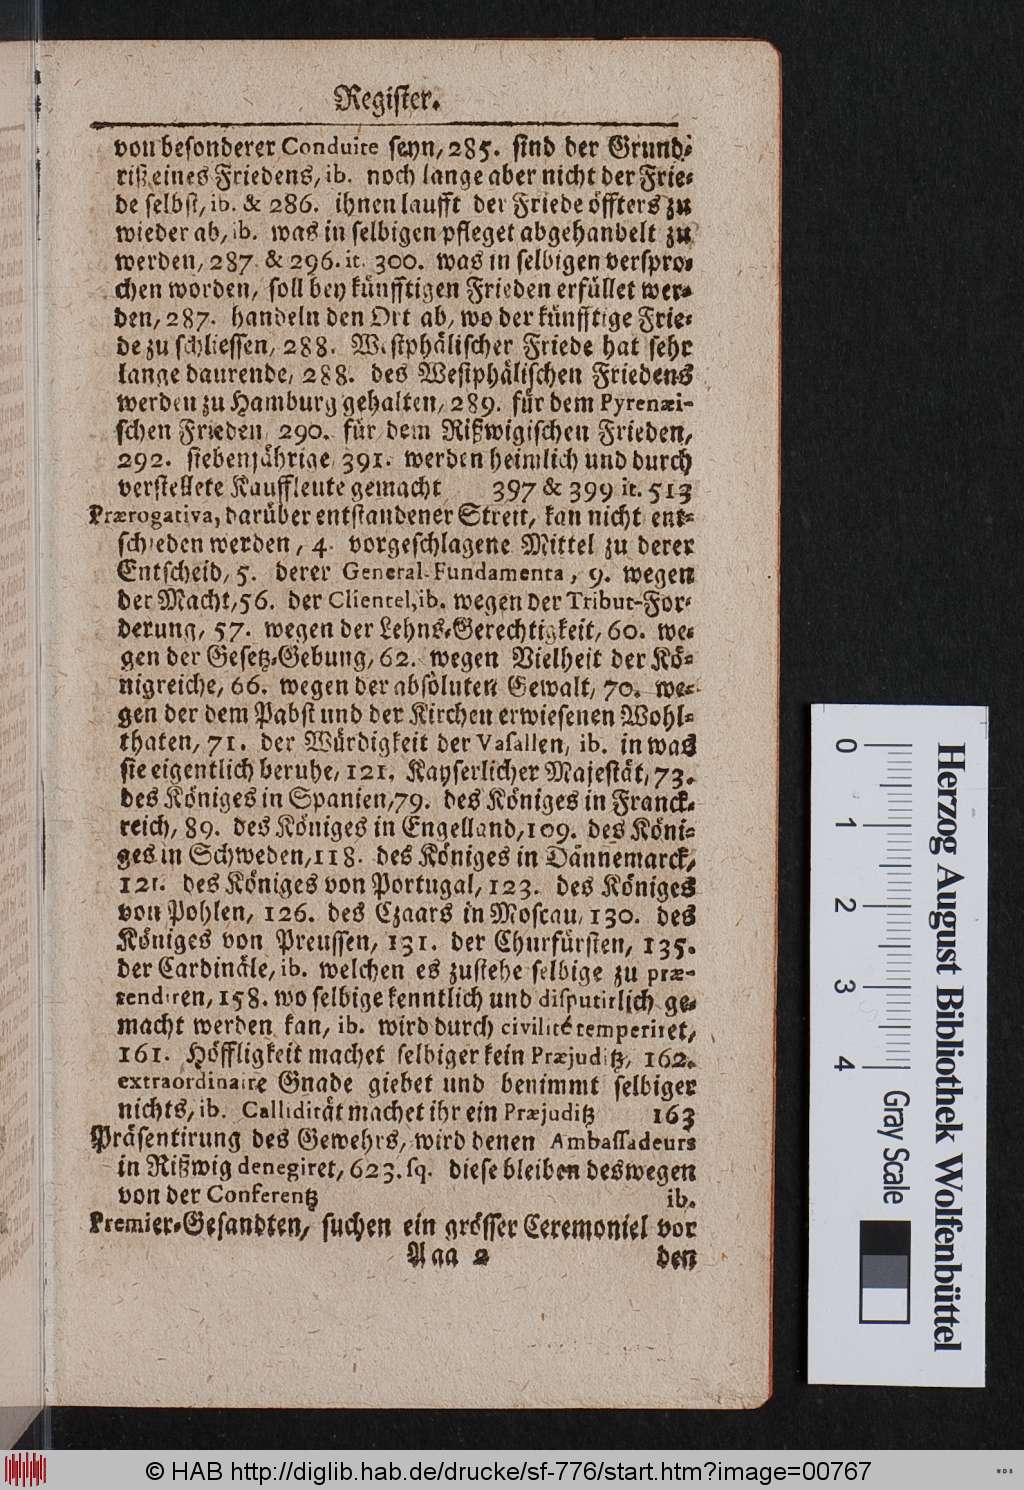 Register.
von besonderer Conduite seyn, 285. sind der Grund-
riß eines Friedens, ib. noch lange aber nicht der Frie-
de selbst, ib. & 286. ihnen laufft der Friede öffters zu
wieder ab, ib. was in selbigen pfleget abgehandelt zu
werden, 287. & 296. it. 300. was in selbigen verspro-
chen worden, soll bey künfftigen Frieden erfüllet wer-
den, 287. handeln den Ort ab, wo der künfftige Frie-
de zu schliessen, 288. Westphälischer Friede hat sehr
lange daurende, 288. des Westphälischen Friedens
werden zu Hamburg gehalten, 289. für dem Pyrenæi-
schen Frieden, 290. für dem Rißwigischen Frieden,
292. siebenjährige, 391. werden heimlich und durch
verstellete Kauffleute gemacht 397 & 399 it. 513
Prærogativa, darüber entstandener Streit, kan nicht ent-
schieden werden, 4. vorgeschlagene Mittel zu derer
Entscheid, 5. derer General-Fundamenta, 9. wegen
der Macht, 56. der Clientel, ib. wegen der Tribut-For-
derung, 57. wegen der Lehns-Gerechtigkeit, 60. we-
gen der Gesetz-Gebung, 62. wegen Vielheit der Kö-
nigreiche, 66. wegen der absoluten Gewalt, 70. we-
gen der dem Pabst und der Kirchen erwiesenen Wohl-
thaten, 71. der Würdigkeit der Vasallen, ib. in was
sie eigentlich beruhe, 121. Kayserlicher Majestät, 73.
des Königes in Spanien, 79. des Königes in Franck-
reich, 89. des Königes in Engelland, 109. des Köni-
ges in Schweden, 118. des Königes in Dännemarck,
121. des Königes von Portugal, 123. des Königes
von Pohlen, 126. des Czaars in Moscau, 130. des
Königes von Preussen, 131. der Churfürsten, 135.
der Cardinäle, ib. welchen es zustehe selbige zu præ-
tendiren, 158. wo selbige kenntlich und disputirlich ge-
macht werden kan, ib. wird durch civilité temperiret,
161. Höffligkeit machet selbiger kein Præjuditz, 162.
extraordinaire Gnade giebet und benimmt selbiger
nichts, ib. Callidität machet ihr ein Præjuditz 163
Präsentirung des Gewehrs, wird denen Ambassadeurs
in Rißwig denegiret, 623. sq. diese bleiben deswegen
von der Conferentz ib.
Premier-Gesandten, suchen ein grösser Ceremoniel vor
Aaa 2 den
0 1 2 3 4
Gray Scale
Herzog August Bibliothek Wolfenbüttel
© HAB http://diglib.hab.de/drucke/sf-776/start.htm?image=00767